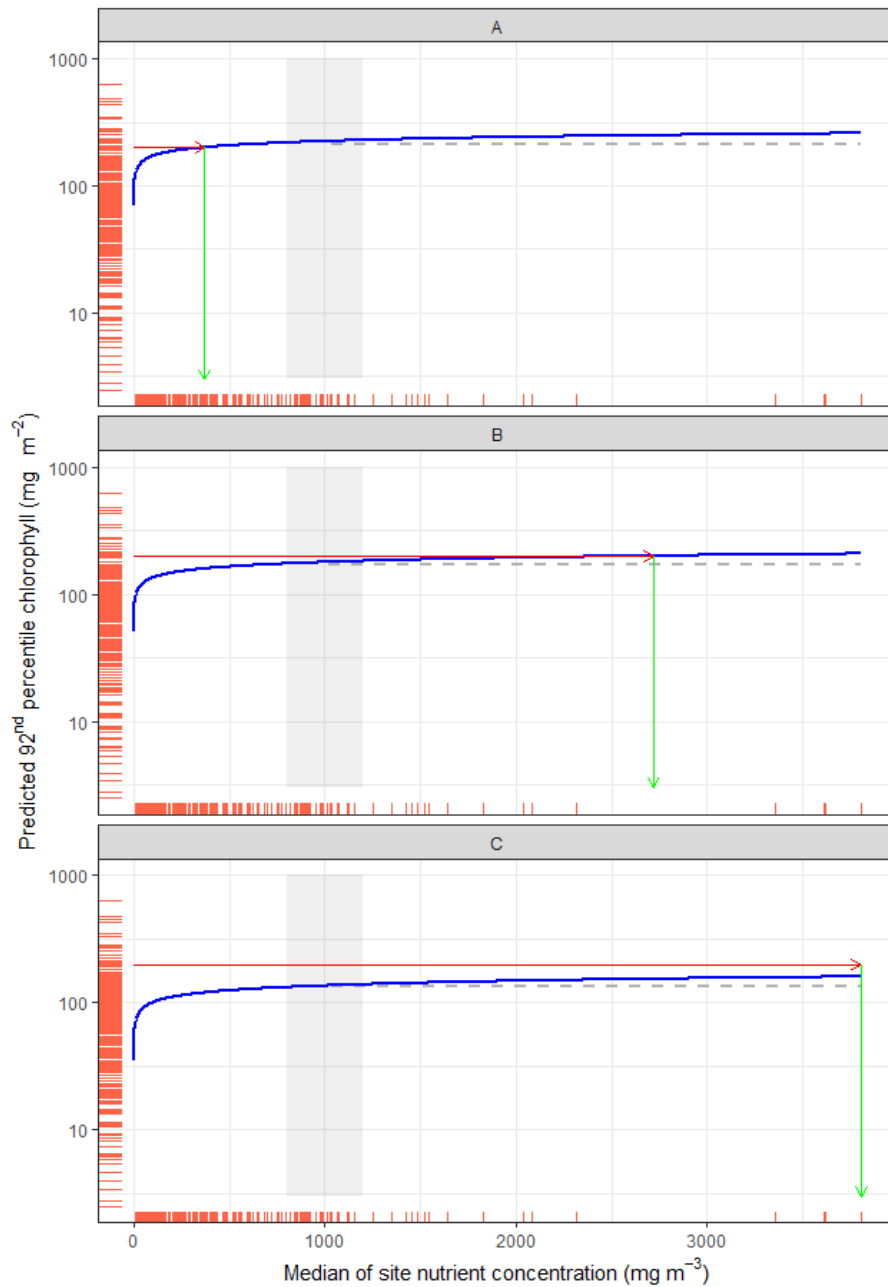 A
1000
100
10
B
1000
100
10
C
1000
100
10
0 1000 2000 3000
Median of site nutrient concentration (mg m⁻³)
Predicted 92ⁿᵈ percentile chlorophyll (mg m⁻²)